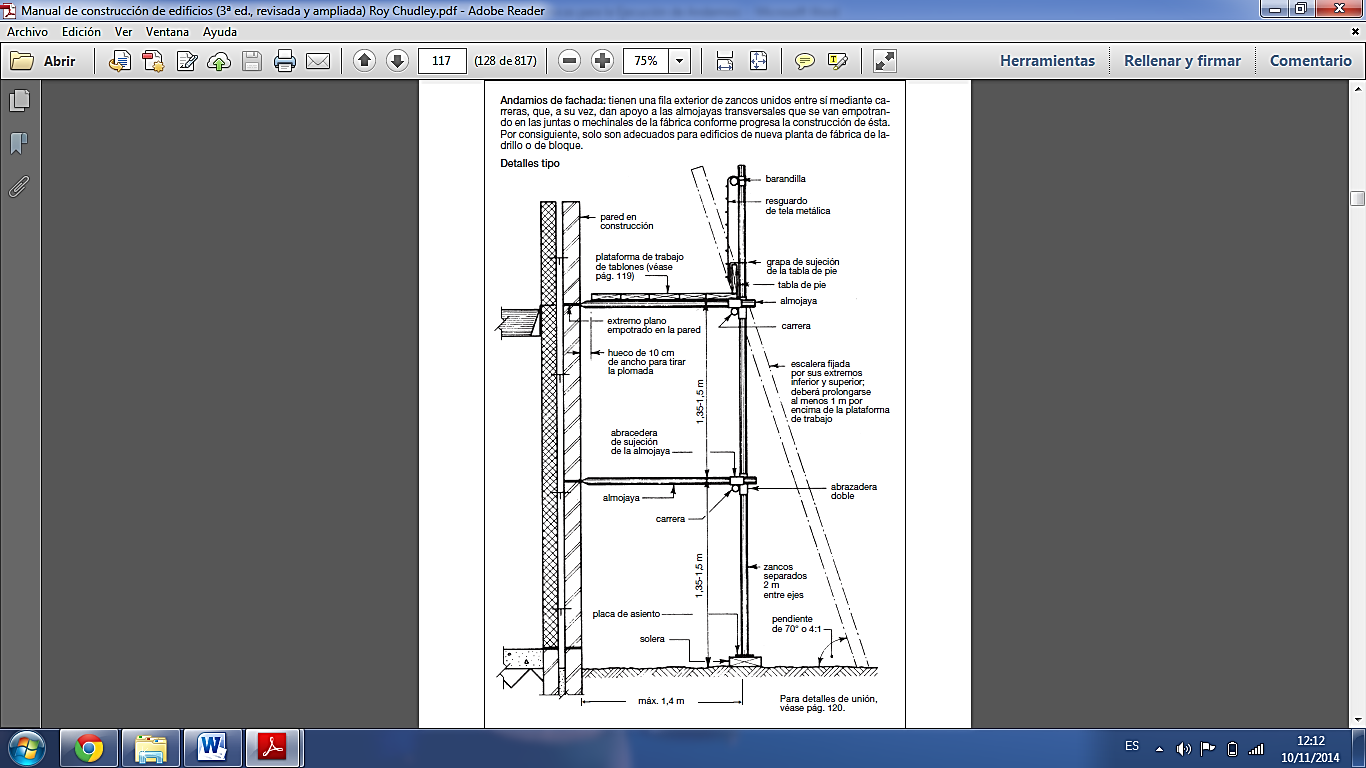 Manual de construcción de edificios (3ª ed., revisada y ampliada) Roy Chudley.pdf - Adobe Reader
Archivo Edición Ver Ventana Ayuda
Abrir
117 (128 de 817)
75%
Herramientas Rellenar y firmar Comentario
Andamios de fachada: tienen una fila exterior de zancos unidos entre sí mediante ca-
rreras, que, a su vez, dan apoyo a las almojayas transversales que se van empotran-
do en las juntas o mechinales de la fábrica conforme progresa la construcción de ésta.
Por consiguiente, solo son adecuados para edificios de nueva planta de fábrica de la-
drillo o de bloque.
Detalles tipo
barandilla
resguardo
de tela metálica
pared en
construcción
plataforma de trabajo
de tablones (véase
pág. 119)
grapa de sujeción
de la tabla de pie
tabla de pie
almojaya
extremo plano
empotrado en la pared
carrera
hueco de 10 cm
de ancho para tirar
la plomada
escalera fijada
por sus extremos
inferior y superior;
deberá prolongarse
al menos 1 m por
encima de la plataforma
de trabajo
1,35-1,5 m
abracedera
de sujeción
de la almojaya
almojaya
abrazadera
doble
carrera
1,35-1,5 m
zancos
separados
2 m
entre ejes
placa de asiento
pendiente
de 70° o 4:1
solera
máx. 1,4 m
Para detalles de unión,
véase pág. 120.
ES
12:12
10/11/2014